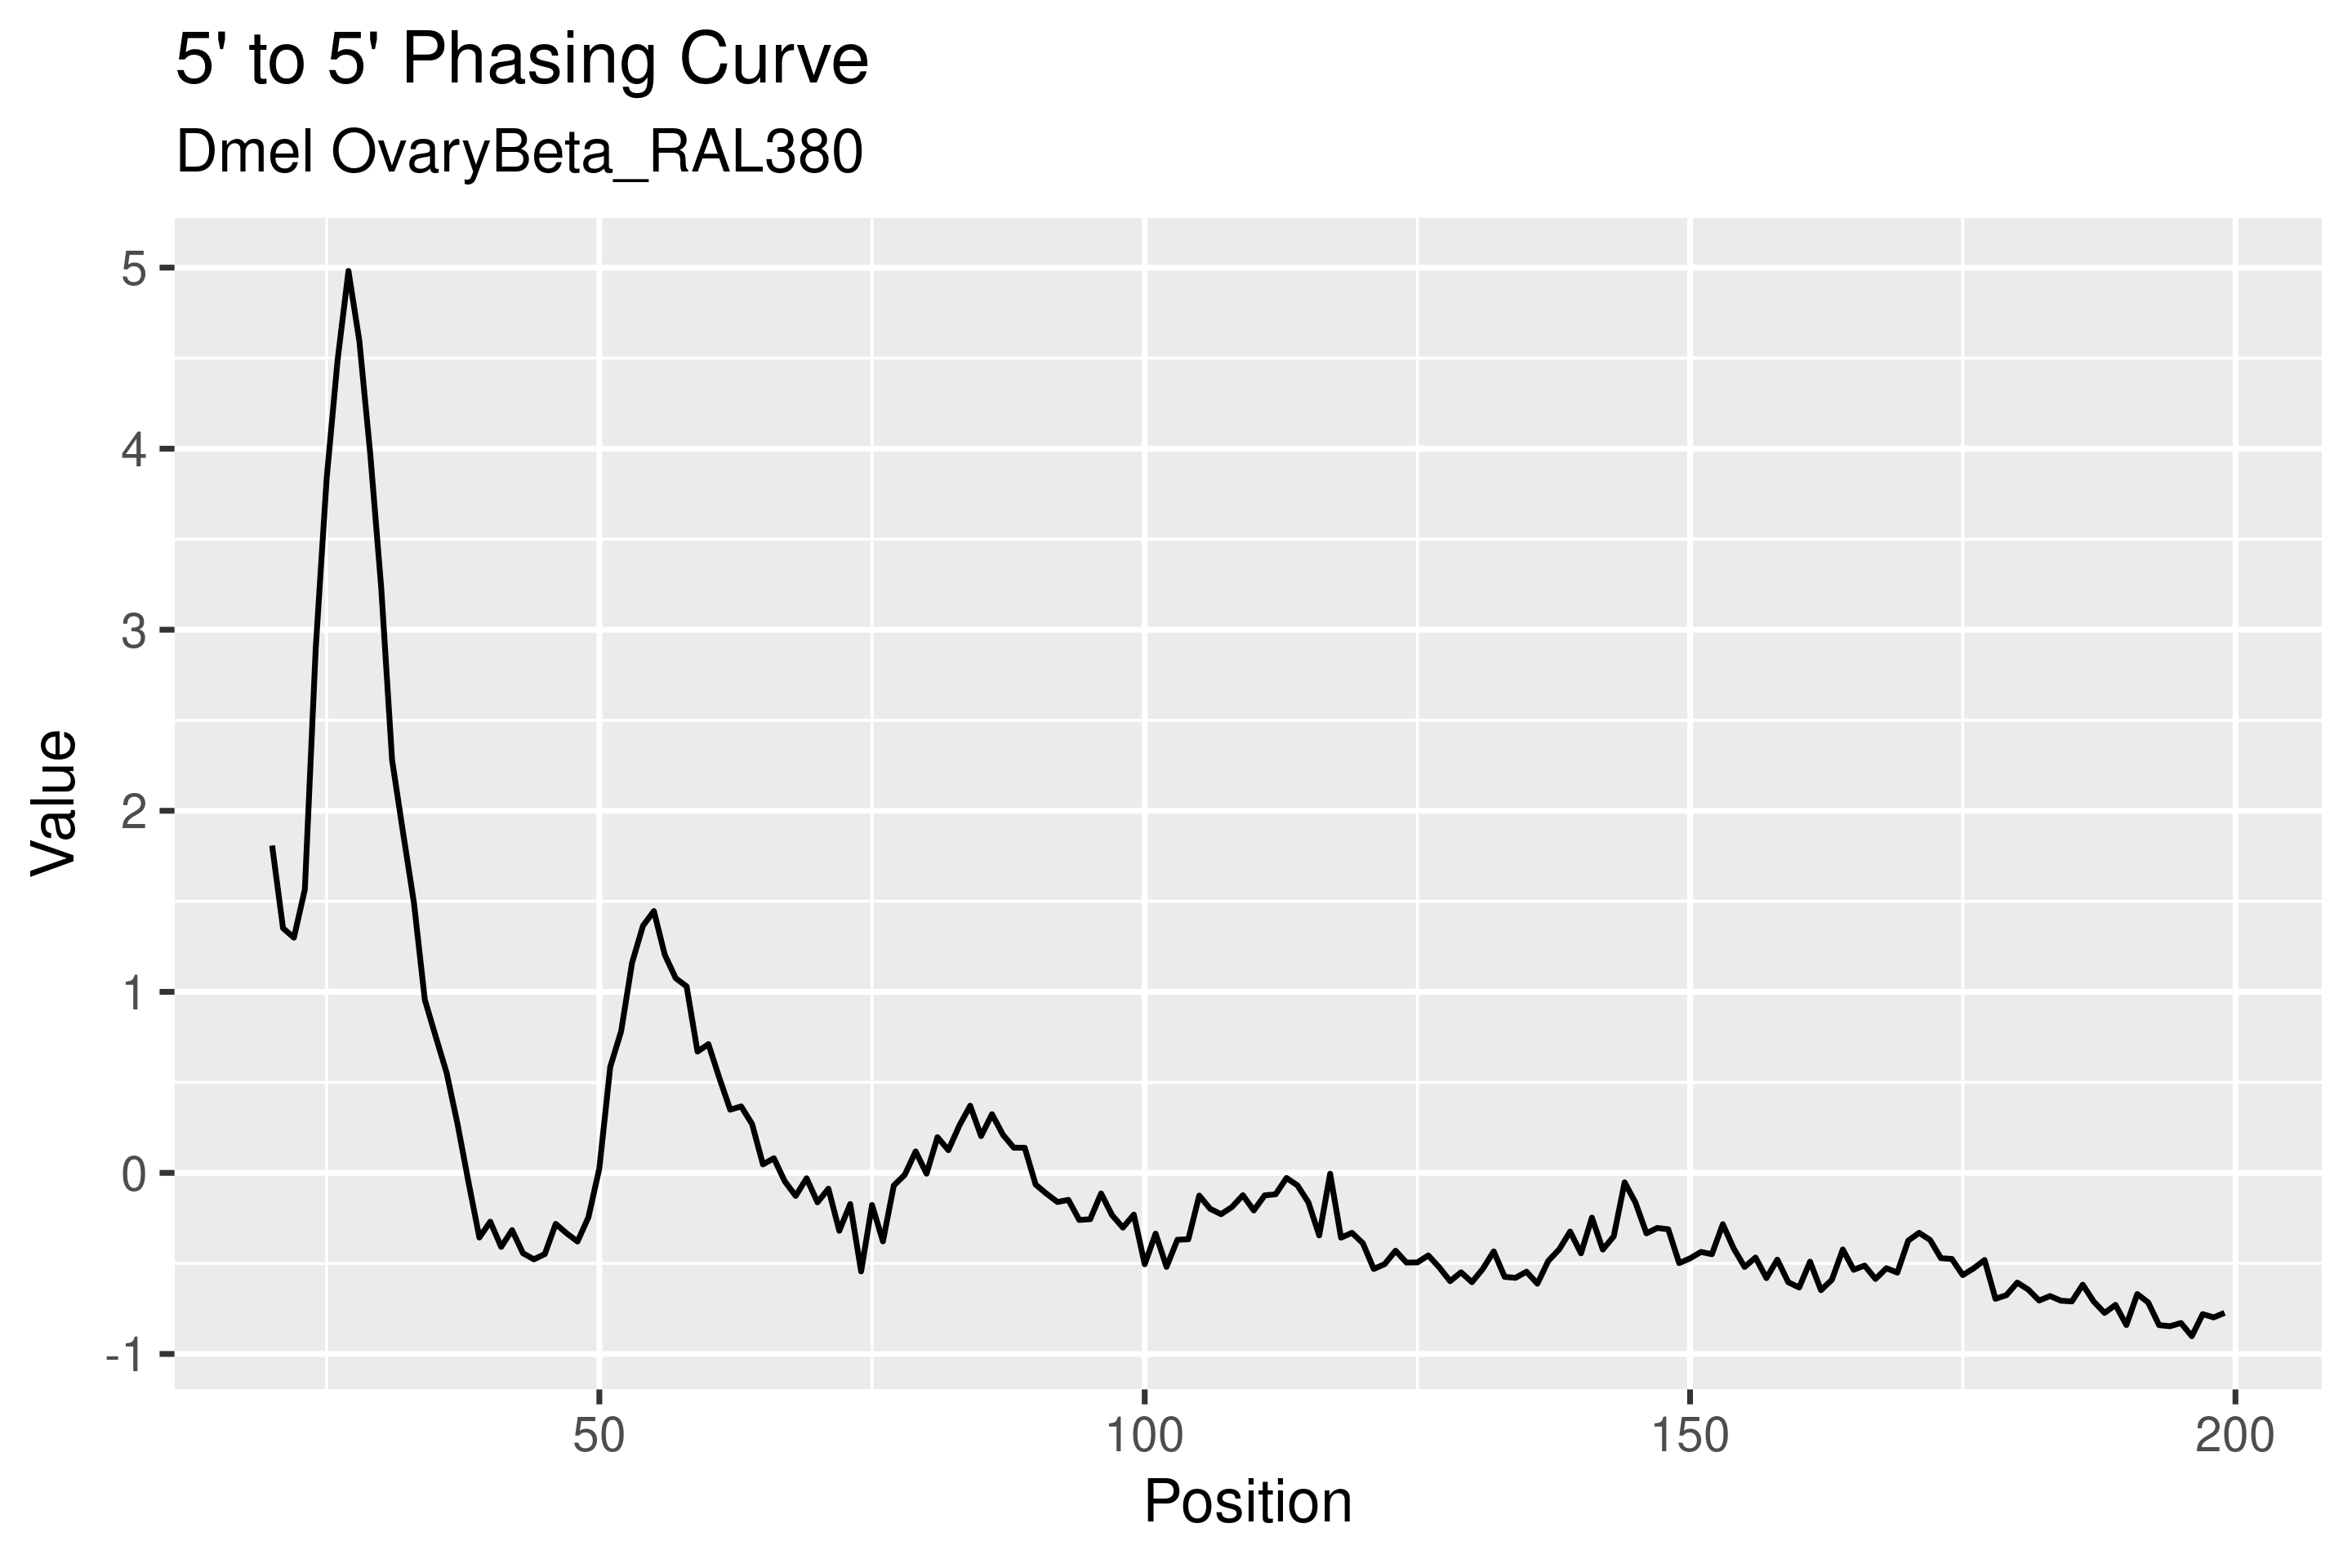 5' to 5' Phasing Curve
Dmel OvaryBeta_RAL380
Value
5
4
3
2
1
0
-1
50 100 150 200
Position